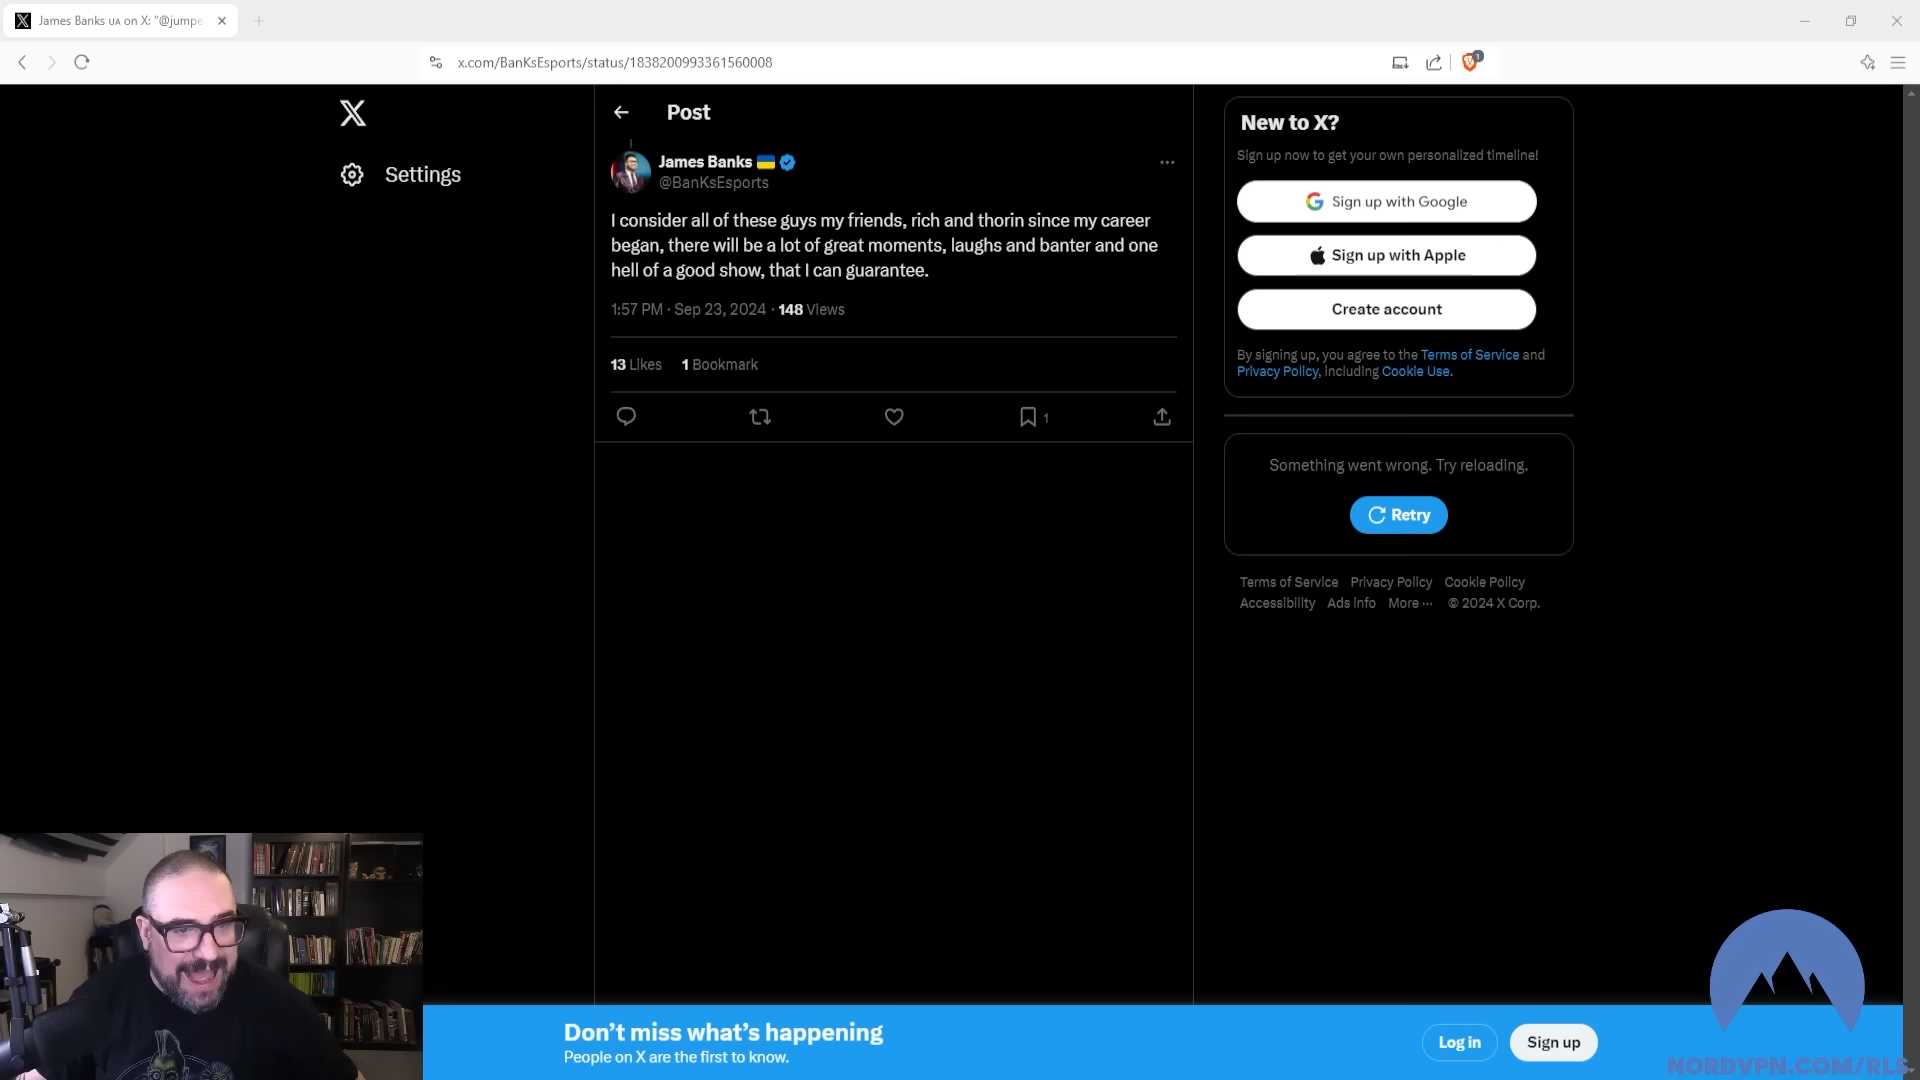 James Banks ᴜᴀ on X: "@jumpe
x.com/BanKsEsports/status/1838200993361560008
1
Settings
Post
James Banks
@BanKsEsports
I consider all of these guys my friends, rich and thorin since my career
began, there will be a lot of great moments, laughs and banter and one
hell of a good show, that I can guarantee.
1:57 PM · Sep 23, 2024 · 148 Views
13 Likes 1 Bookmark
1
New to X?
Sign up now to get your own personalized timeline!
Sign up with Google
Sign up with Apple
Create account
By signing up, you agree to the Terms of Service and
Privacy Policy, including Cookie Use.
Something went wrong. Try reloading.
Retry
Terms of Service Privacy Policy Cookie Policy
Accessibility Ads info More ··· © 2024 X Corp.
Don’t miss what’s happening
People on X are the first to know.
Log in
Sign up
NORDVPN.COM/RLS